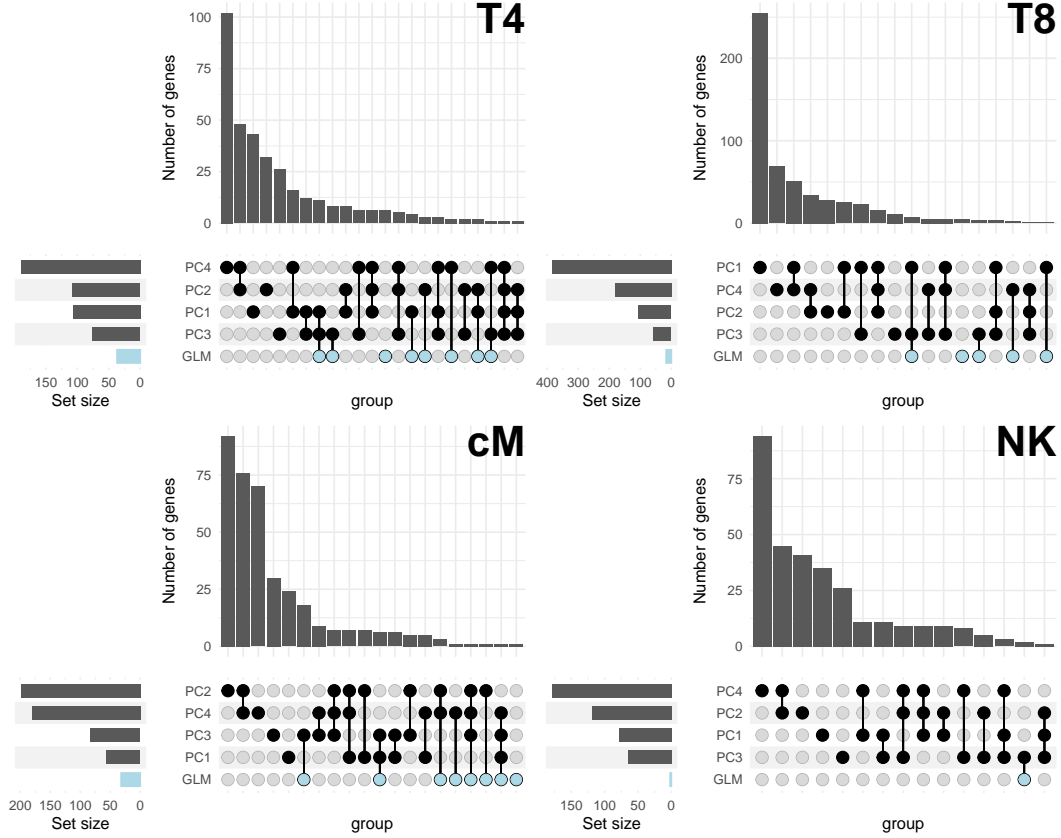 T4
100
75
50
25
0
Number of genes
PC4
PC2
PC1
PC3
GLM
150 100 50 0
Set size
group
T8
200
100
0
Number of genes
PC1
PC4
PC2
PC3
GLM
400 300 200 100 0
Set size
group
cM
75
50
25
0
Number of genes
PC2
PC4
PC3
PC1
GLM
200 150 100 50 0
Set size
group
NK
75
50
25
0
Number of genes
PC4
PC2
PC1
PC3
GLM
150 100 50 0
Set size
group